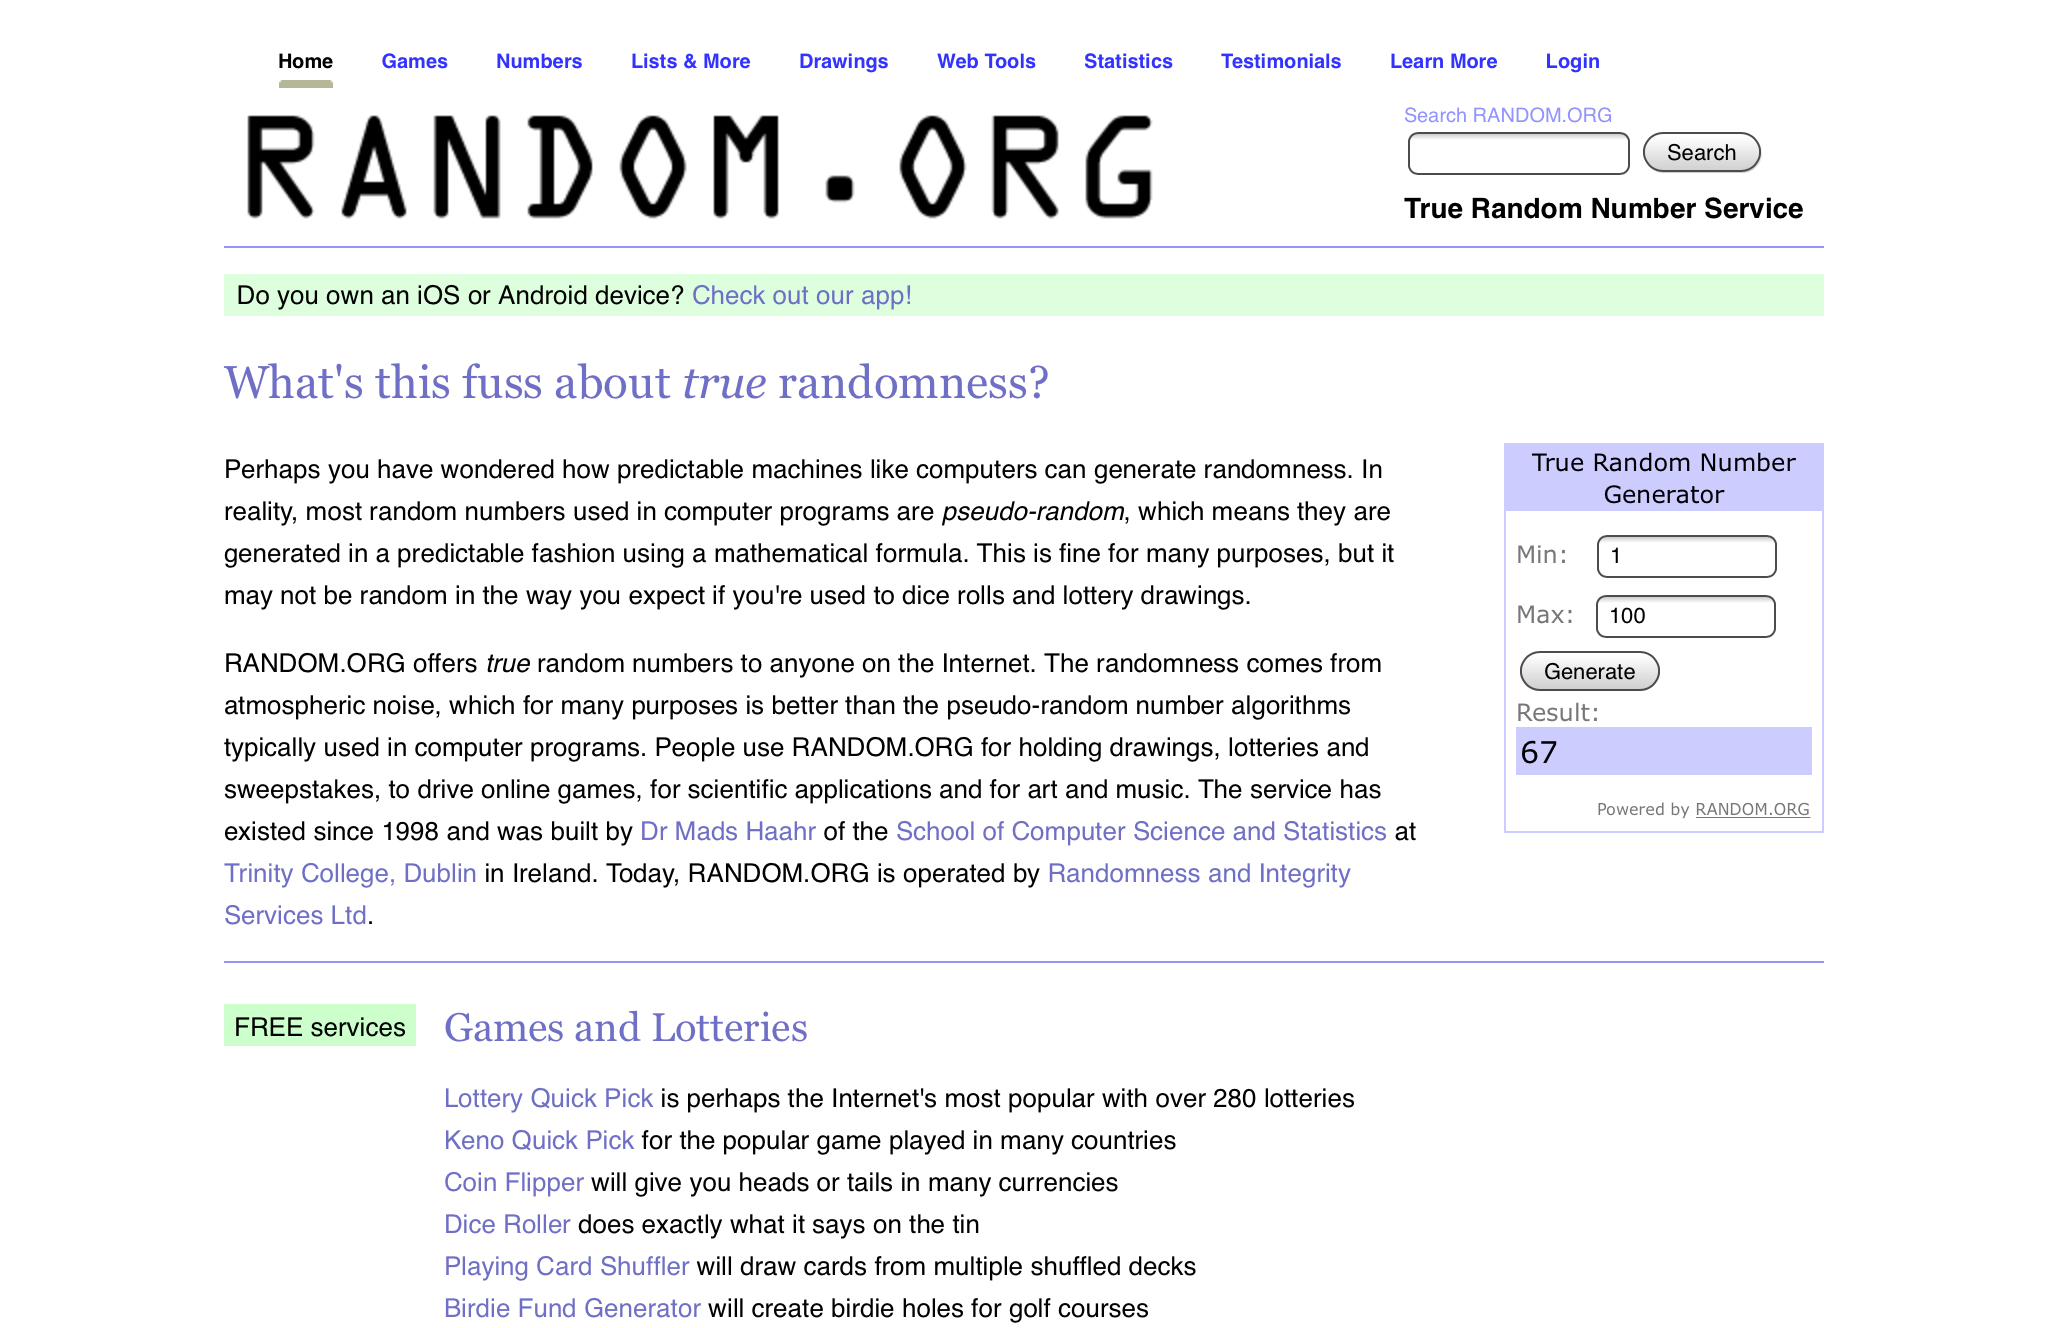 Home Games Numbers Lists & More Drawings Web Tools Statistics Testimonials Learn More Login
RANDOM.ORG
Search RANDOM.ORG
Search
True Random Number Service
Do you own an iOS or Android device? Check out our app!
What's this fuss about true randomness?
Perhaps you have wondered how predictable machines like computers can generate randomness. In
reality, most random numbers used in computer programs are pseudo-random, which means they are
generated in a predictable fashion using a mathematical formula. This is fine for many purposes, but it
may not be random in the way you expect if you're used to dice rolls and lottery drawings.
RANDOM.ORG offers true random numbers to anyone on the Internet. The randomness comes from
atmospheric noise, which for many purposes is better than the pseudo-random number algorithms
typically used in computer programs. People use RANDOM.ORG for holding drawings, lotteries and
sweepstakes, to drive online games, for scientific applications and for art and music. The service has
existed since 1998 and was built by Dr Mads Haahr of the School of Computer Science and Statistics at
Trinity College, Dublin in Ireland. Today, RANDOM.ORG is operated by Randomness and Integrity
Services Ltd.
True Random Number
Generator
Min: 1
Max: 100
Generate
Result:
67
Powered by RANDOM.ORG
FREE services
Games and Lotteries
Lottery Quick Pick is perhaps the Internet's most popular with over 280 lotteries
Keno Quick Pick for the popular game played in many countries
Coin Flipper will give you heads or tails in many currencies
Dice Roller does exactly what it says on the tin
Playing Card Shuffler will draw cards from multiple shuffled decks
Birdie Fund Generator will create birdie holes for golf courses